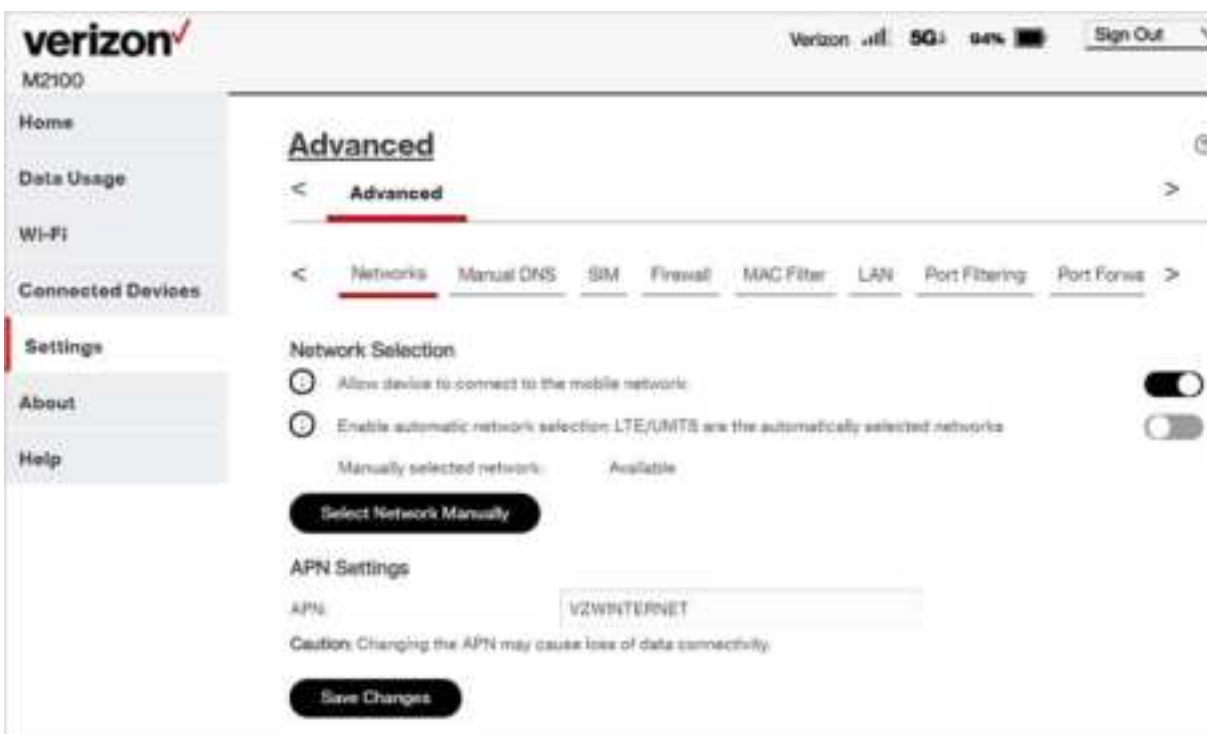 verizon
Verizon 5G 94% Sign Out
M2100
Home
Data Usage
Wi-Fi
Connected Devices
Settings
About
Help
Advanced
< Advanced >
< Networks Manual DNS SIM Firewall MAC Filter LAN Port Filtering Port Forwa >
Network Selection
Allow device to connect to the mobile network
Enable automatic network selection LTE/UMTS are the automatically selected networks
Manually selected network: Available
Select Network Manually
APN Settings
APN: VZWINTERNET
Caution: Changing the APN may cause loss of data connectivity.
Save Changes